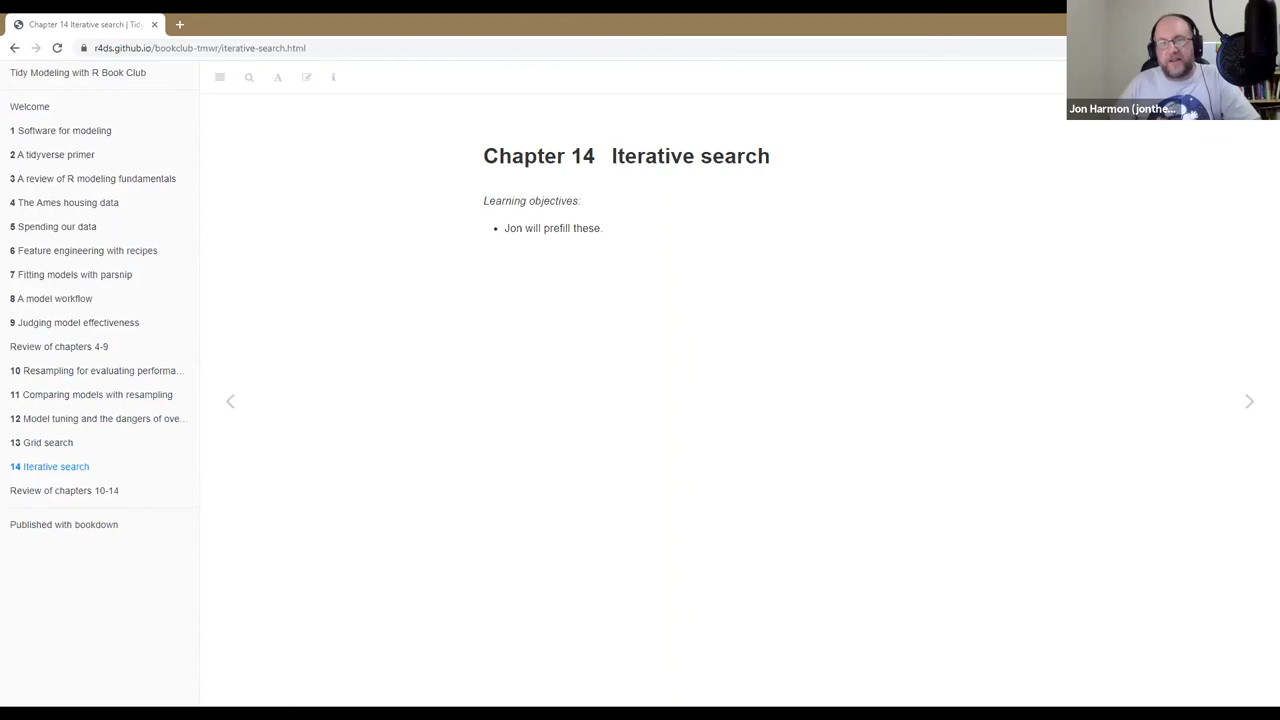 Chapter 14 Iterative search | Tid
r4ds.github.io/bookclub-tmwr/iterative-search.html
Jon Harmon (jonthe...
Tidy Modeling with R Book Club
Welcome
1 Software for modeling
2 A tidyverse primer
3 A review of R modeling fundamentals
4 The Ames housing data
5 Spending our data
6 Feature engineering with recipes
7 Fitting models with parsnip
8 A model workflow
9 Judging model effectiveness
Review of chapters 4-9
10 Resampling for evaluating performa…
11 Comparing models with resampling
12 Model tuning and the dangers of ove…
13 Grid search
14 Iterative search
Review of chapters 10-14
Published with bookdown
Chapter 14 Iterative search
Learning objectives:
• Jon will prefill these.